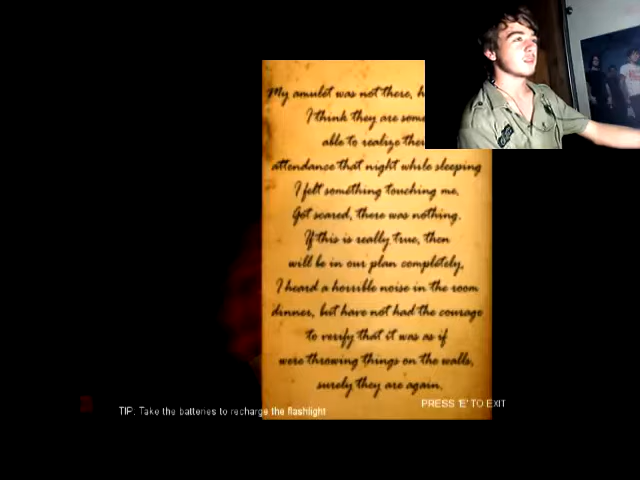 My amulet was not there, h
I think they are some
able to realize thei
attendance that night while sleeping
I felt something touching me.
Got scared, there was nothing.
If this is really true, then
will be in our plan completely,
I heard a horrible noise in the room
dinner, but have not had the courage
to verify that it was as if
were throwing things on the walls,
surely they are again.
PRESS 'E' TO EXIT
TIP: Take the batteries to recharge the flashlight